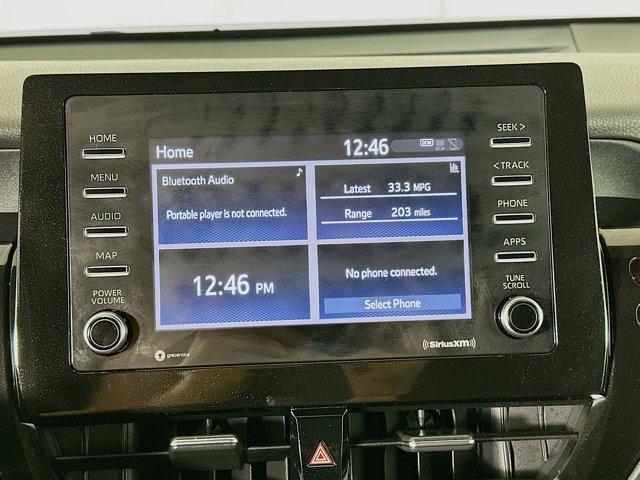 HOME
MENU
AUDIO
MAP
POWER
VOLUME
gracenote
Home
12:46
DCM
Bluetooth Audio
Portable player is not connected.
Latest 33.3 MPG
Range 203 miles
12:46 PM
No phone connected.
Select Phone
SEEK >
< TRACK
PHONE
APPS
TUNE
SCROLL
((SiriusXM))